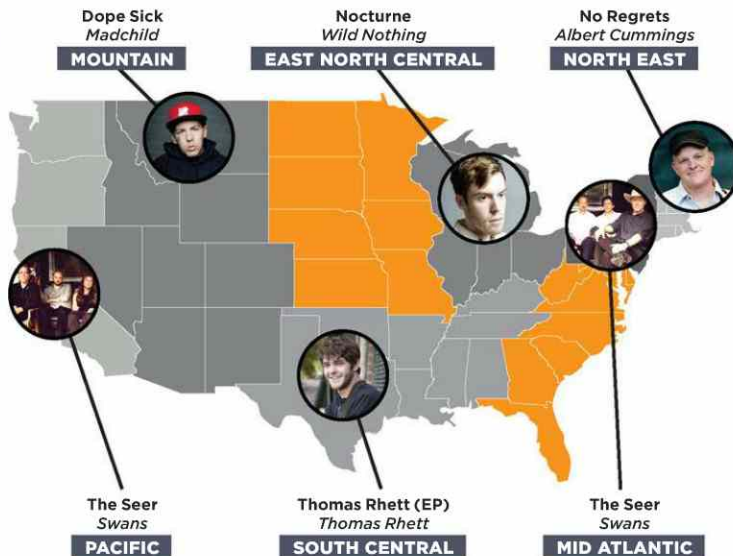 Dope Sick
Madchild
MOUNTAIN
Nocturne
Wild Nothing
EAST NORTH CENTRAL
No Regrets
Albert Cummings
NORTH EAST
The Seer
Swans
PACIFIC
Thomas Rhett (EP)
Thomas Rhett
SOUTH CENTRAL
The Seer
Swans
MID ATLANTIC